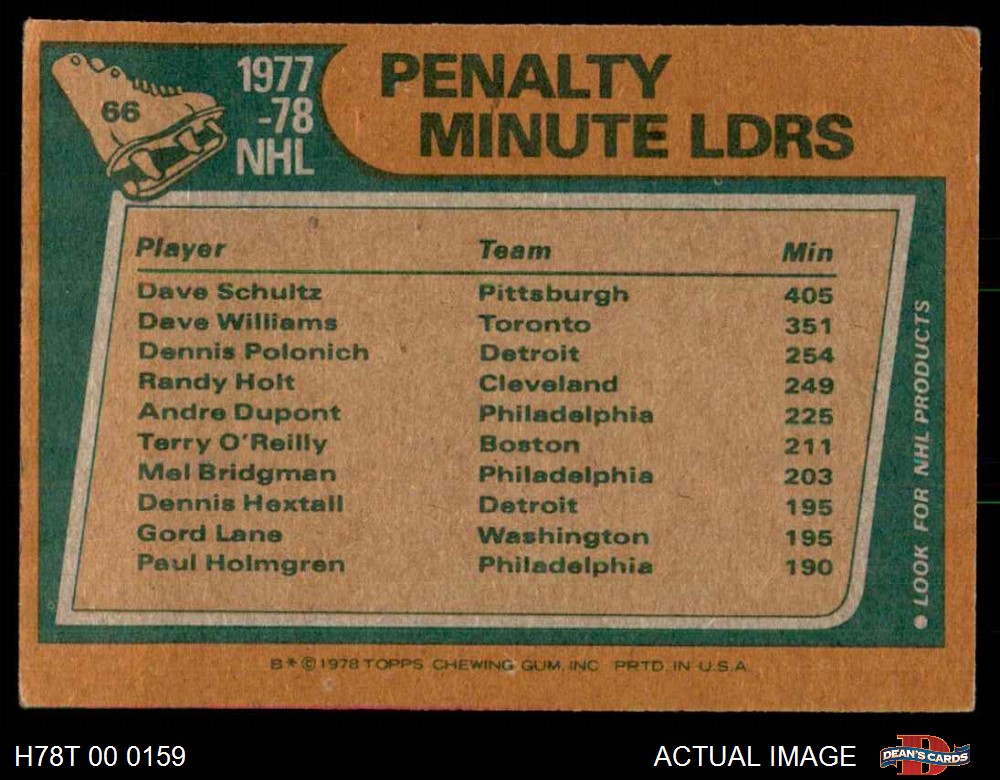 66
1977
-78
NHL
PENALTY
MINUTE LDRS
Player Team Min
Dave Schultz Pittsburgh 405
Dave Williams Toronto 351
Dennis Polonich Detroit 254
Randy Holt Cleveland 249
Andre Dupont Philadelphia 225
Terry O'Reilly Boston 211
Mel Bridgman Philadelphia 203
Dennis Hextall Detroit 195
Gord Lane Washington 195
Paul Holmgren Philadelphia 190
● LOOK FOR NHL PRODUCTS
B* © 1978 TOPPS CHEWING GUM, INC. PRTD. IN U.S.A.
H78T 00 0159
ACTUAL IMAGE
DEAN'S CARDS